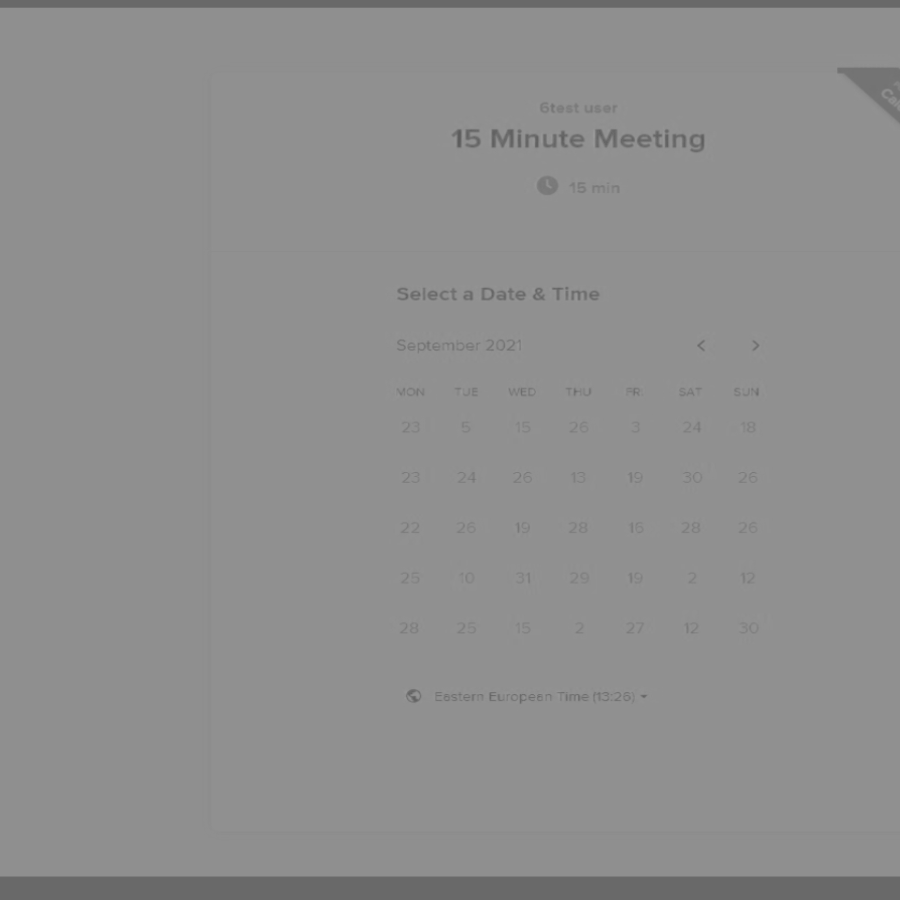 6test user
15 Minute Meeting
15 min
Select a Date & Time
September 2021
MON TUE WED THU FRI SAT SUN
23 5 15 26 3 24 18
23 24 26 13 19 30 26
22 26 19 28 15 28 26
25 10 31 29 19 2 12
28 25 15 2 27 12 30
Eastern European Time (13:26)